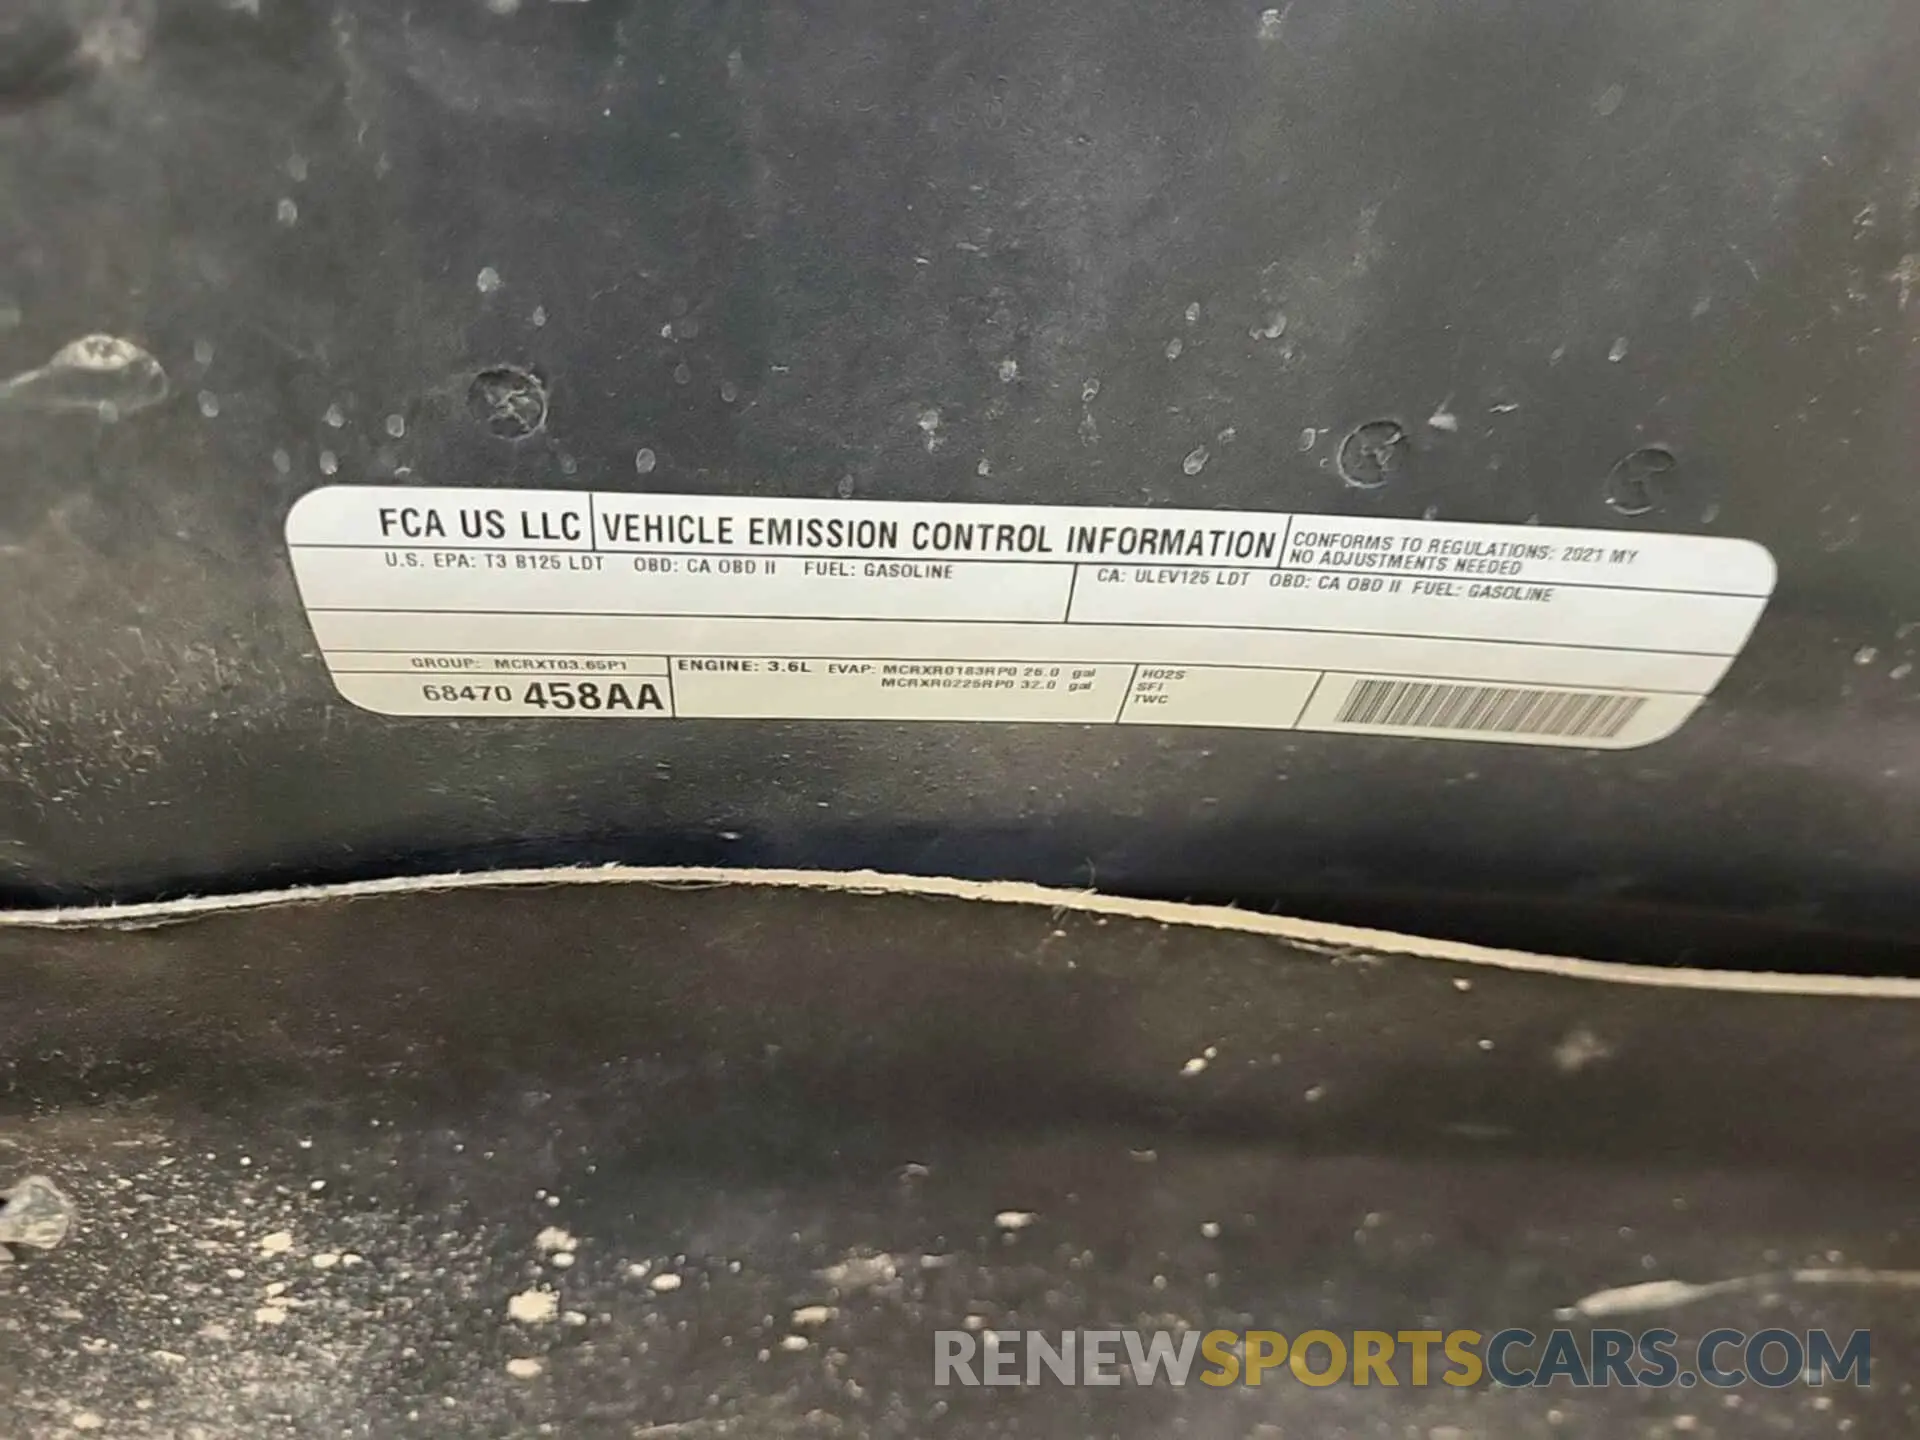 FCA US LLC VEHICLE EMISSION CONTROL INFORMATION
CONFORMS TO REGULATIONS: 2021 MY
NO ADJUSTMENTS NEEDED
U.S. EPA: T3 B125 LDT OBD: CA OBD II FUEL: GASOLINE
CA: ULEV125 LDT OBD: CA OBD II FUEL: GASOLINE
GROUP: MCRXT03.65P1
68470 458AA
ENGINE: 3.6L EVAP: MCRXR0183RP0 26.0 gal
MCRXR0225RP0 32.0 gal
HO2S
SFI
TWC
RENEWSPORTSCARS.COM